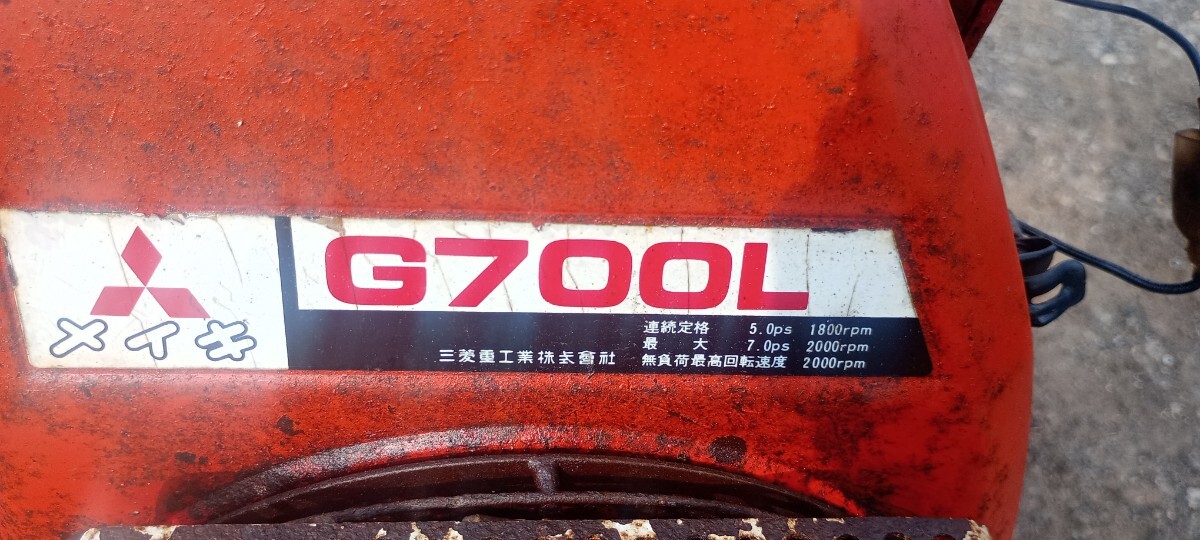 メイキ
G700L
連続定格 5.0ps 1800rpm
最大 7.0ps 2000rpm
三菱重工業株式會社 無負荷最高回転速度 2000rpm